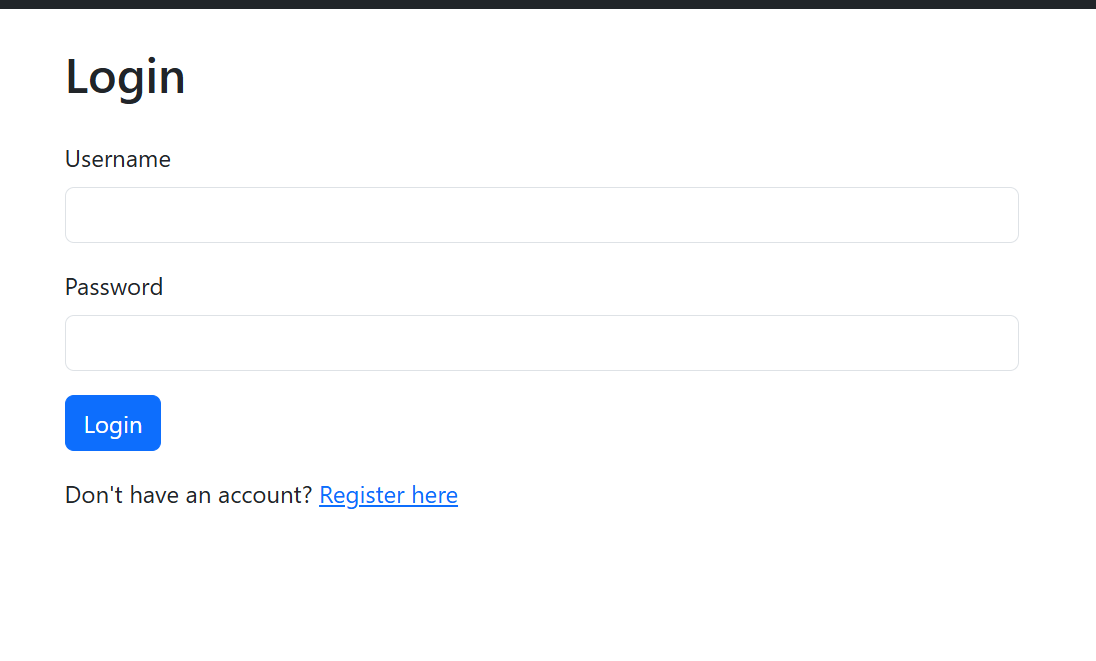 Login
Username
Password
Login
Don't have an account? Register here